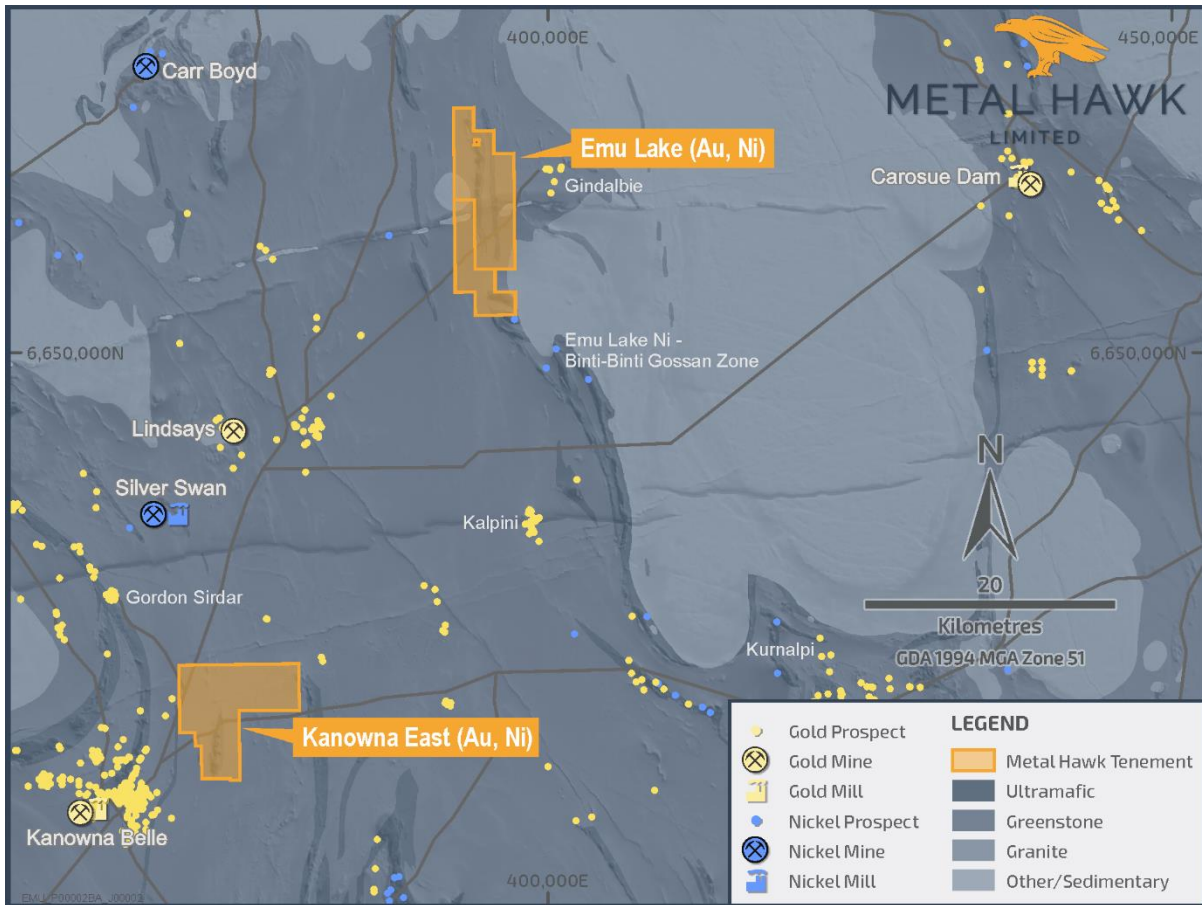 400,000E
450,000E
METAL HAWK
LIMITED
Carr Boyd
Emu Lake (Au, Ni)
Gindalbie
Carosue Dam
6,650,000N
Emu Lake Ni -
Binti-Binti Gossan Zone
6,650,000N
Lindsays
Silver Swan
Kalpini
N
Gordon Sirdar
20
Kilometres
GDA 1994 MGA Zone 51
Kurnalpi
Kanowna East (Au, Ni)
Kanowna Belle
400,000E
LEGEND
Gold Prospect
Gold Mine
Gold Mill
Nickel Prospect
Nickel Mine
Nickel Mill
Metal Hawk Tenement
Ultramafic
Greenstone
Granite
Other/Sedimentary